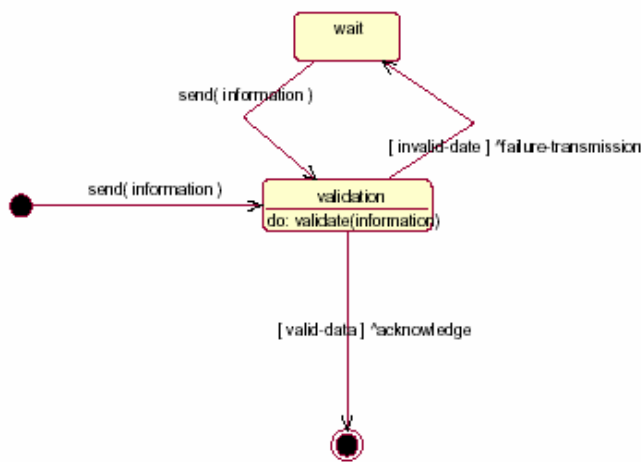 wait
send( information )
[ invalid-date ] ^failure-transmission
send( information )
validation
do: validate(information)
[ valid-data ] ^acknowledge